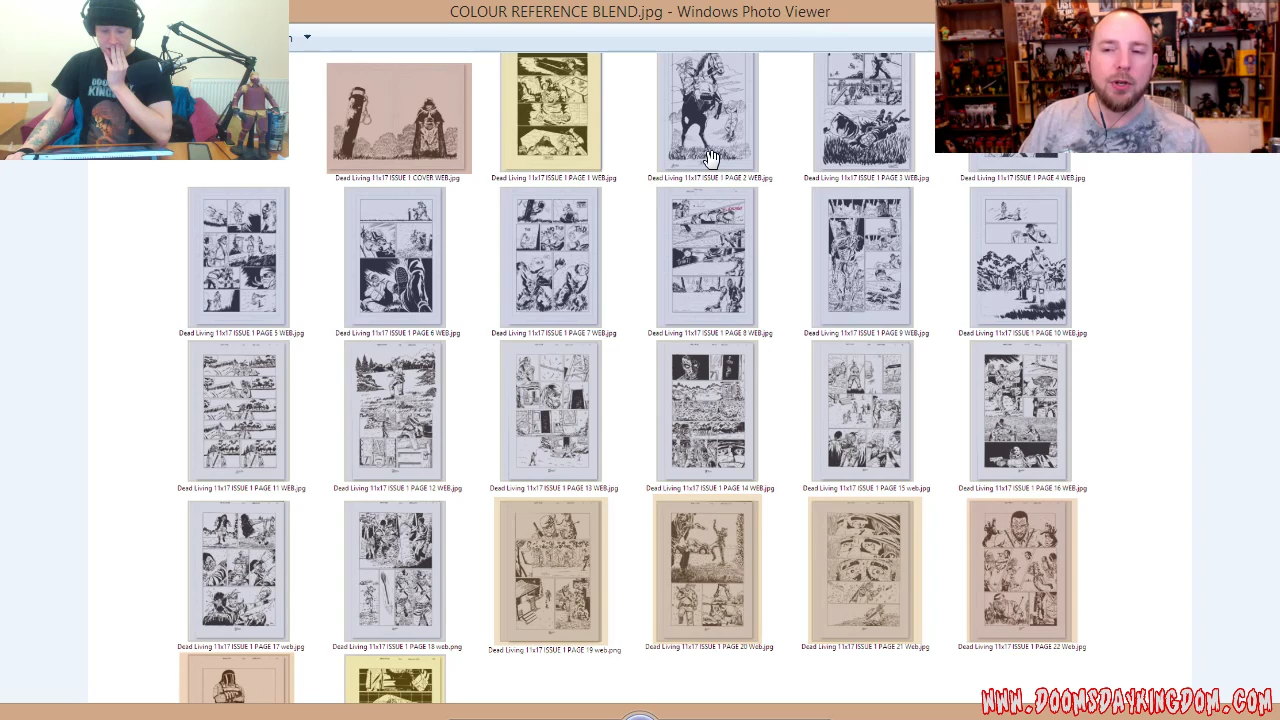 COLOUR REFERENCE BLEND.jpg - Windows Photo Viewer
Dead Living 11x17 ISSUE 1 COVER WEB.jpg
Dead Living 11x17 ISSUE 1 PAGE 1 WEB.jpg
Dead Living 11x17 ISSUE 1 PAGE 2 WEB.jpg
Dead Living 11x17 ISSUE 1 PAGE 3 WEB.jpg
Dead Living 11x17 ISSUE 1 PAGE 4 WEB.jpg
Dead Living 11x17 ISSUE 1 PAGE 5 WEB.jpg
Dead Living 11x17 ISSUE 1 PAGE 6 WEB.jpg
Dead Living 11x17 ISSUE 1 PAGE 7 WEB.jpg
Dead Living 11x17 ISSUE 1 PAGE 8 WEB.jpg
Dead Living 11x17 ISSUE 1 PAGE 9 WEB.jpg
Dead Living 11x17 ISSUE 1 PAGE 10 WEB.jpg
Dead Living 11x17 ISSUE 1 PAGE 11 WEB.jpg
Dead Living 11x17 ISSUE 1 PAGE 12 WEB.jpg
Dead Living 11x17 ISSUE 1 PAGE 13 WEB.jpg
Dead Living 11x17 ISSUE 1 PAGE 14 WEB.jpg
Dead Living 11x17 ISSUE 1 PAGE 15 web.jpg
Dead Living 11x17 ISSUE 1 PAGE 16 WEB.jpg
Dead Living 11x17 ISSUE 1 PAGE 17 web.jpg
Dead Living 11x17 ISSUE 1 PAGE 18 web.png
Dead Living 11x17 ISSUE 1 PAGE 19 web.png
Dead Living 11x17 ISSUE 1 PAGE 20 Web.jpg
Dead Living 11x17 ISSUE 1 PAGE 21 Web.jpg
Dead Living 11x17 ISSUE 1 PAGE 22 Web.jpg
WWW.DOOMSDAYKINGDOM.COM